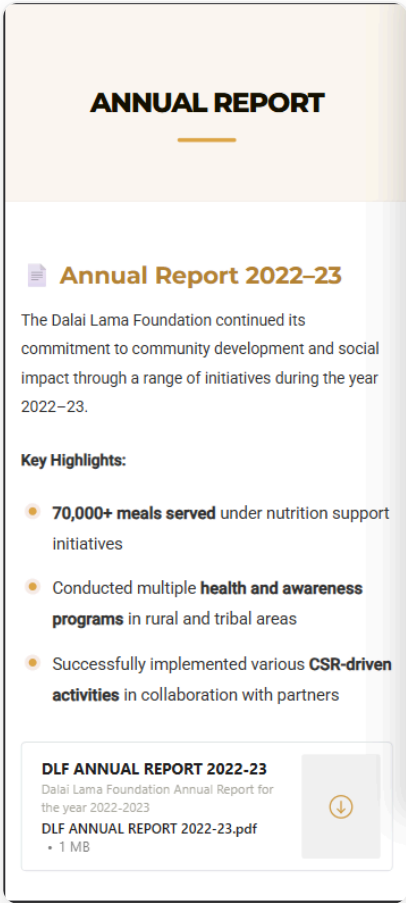 ANNUAL REPORT
Annual Report 2022–23
The Dalai Lama Foundation continued its
commitment to community development and social
impact through a range of initiatives during the year
2022–23.
Key Highlights:
70,000+ meals served under nutrition support
initiatives
Conducted multiple health and awareness
programs in rural and tribal areas
Successfully implemented various CSR-driven
activities in collaboration with partners
DLF ANNUAL REPORT 2022-23
Dalai Lama Foundation Annual Report for
the year 2022-2023
DLF ANNUAL REPORT 2022-23.pdf
• 1 MB